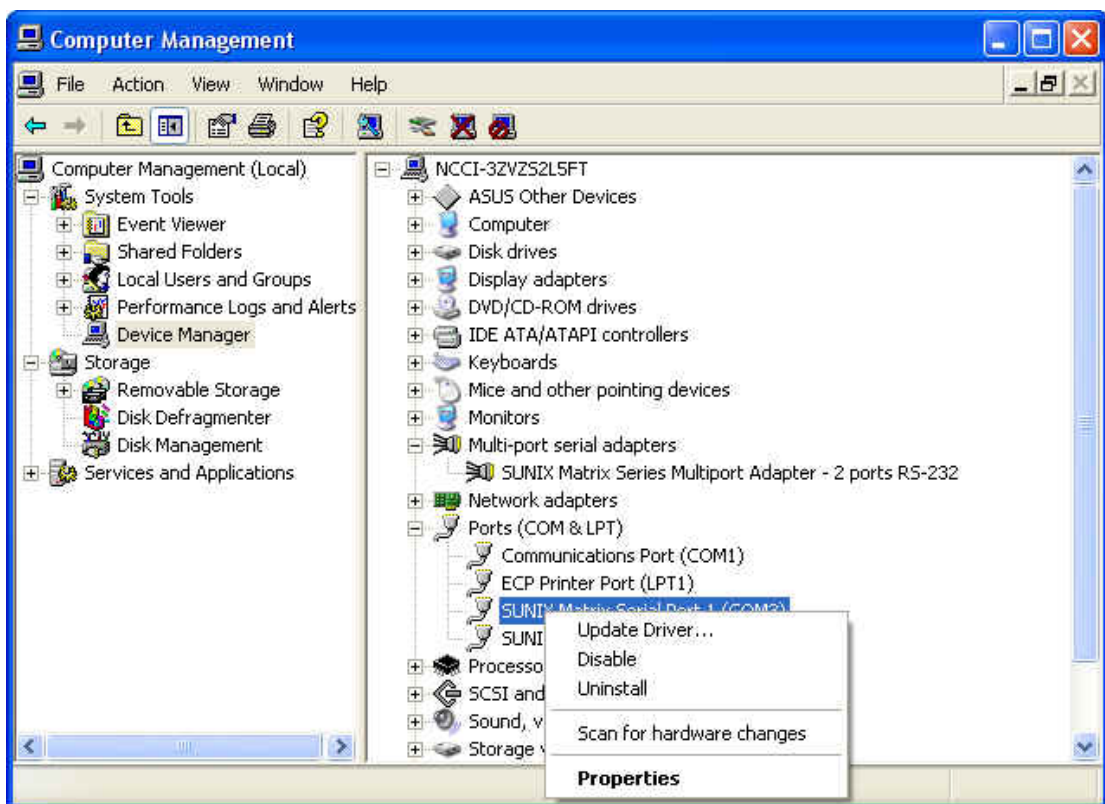 Computer Management
File Action View Window Help
Computer Management (Local)
System Tools
Event Viewer
Shared Folders
Local Users and Groups
Performance Logs and Alerts
Device Manager
Storage
Removable Storage
Disk Defragmenter
Disk Management
Services and Applications
NCCI-3ZVZS2L5FT
ASUS Other Devices
Computer
Disk drives
Display adapters
DVD/CD-ROM drives
IDE ATA/ATAPI controllers
Keyboards
Mice and other pointing devices
Monitors
Multi-port serial adapters
SUNIX Matrix Series Multiport Adapter - 2 ports RS-232
Network adapters
Ports (COM & LPT)
Communications Port (COM1)
ECP Printer Port (LPT1)
SUNIX Matrix Serial Port 1 (COM3)
SUNI
Processo
SCSI and
Sound, v
Storage
Update Driver...
Disable
Uninstall
Scan for hardware changes
Properties